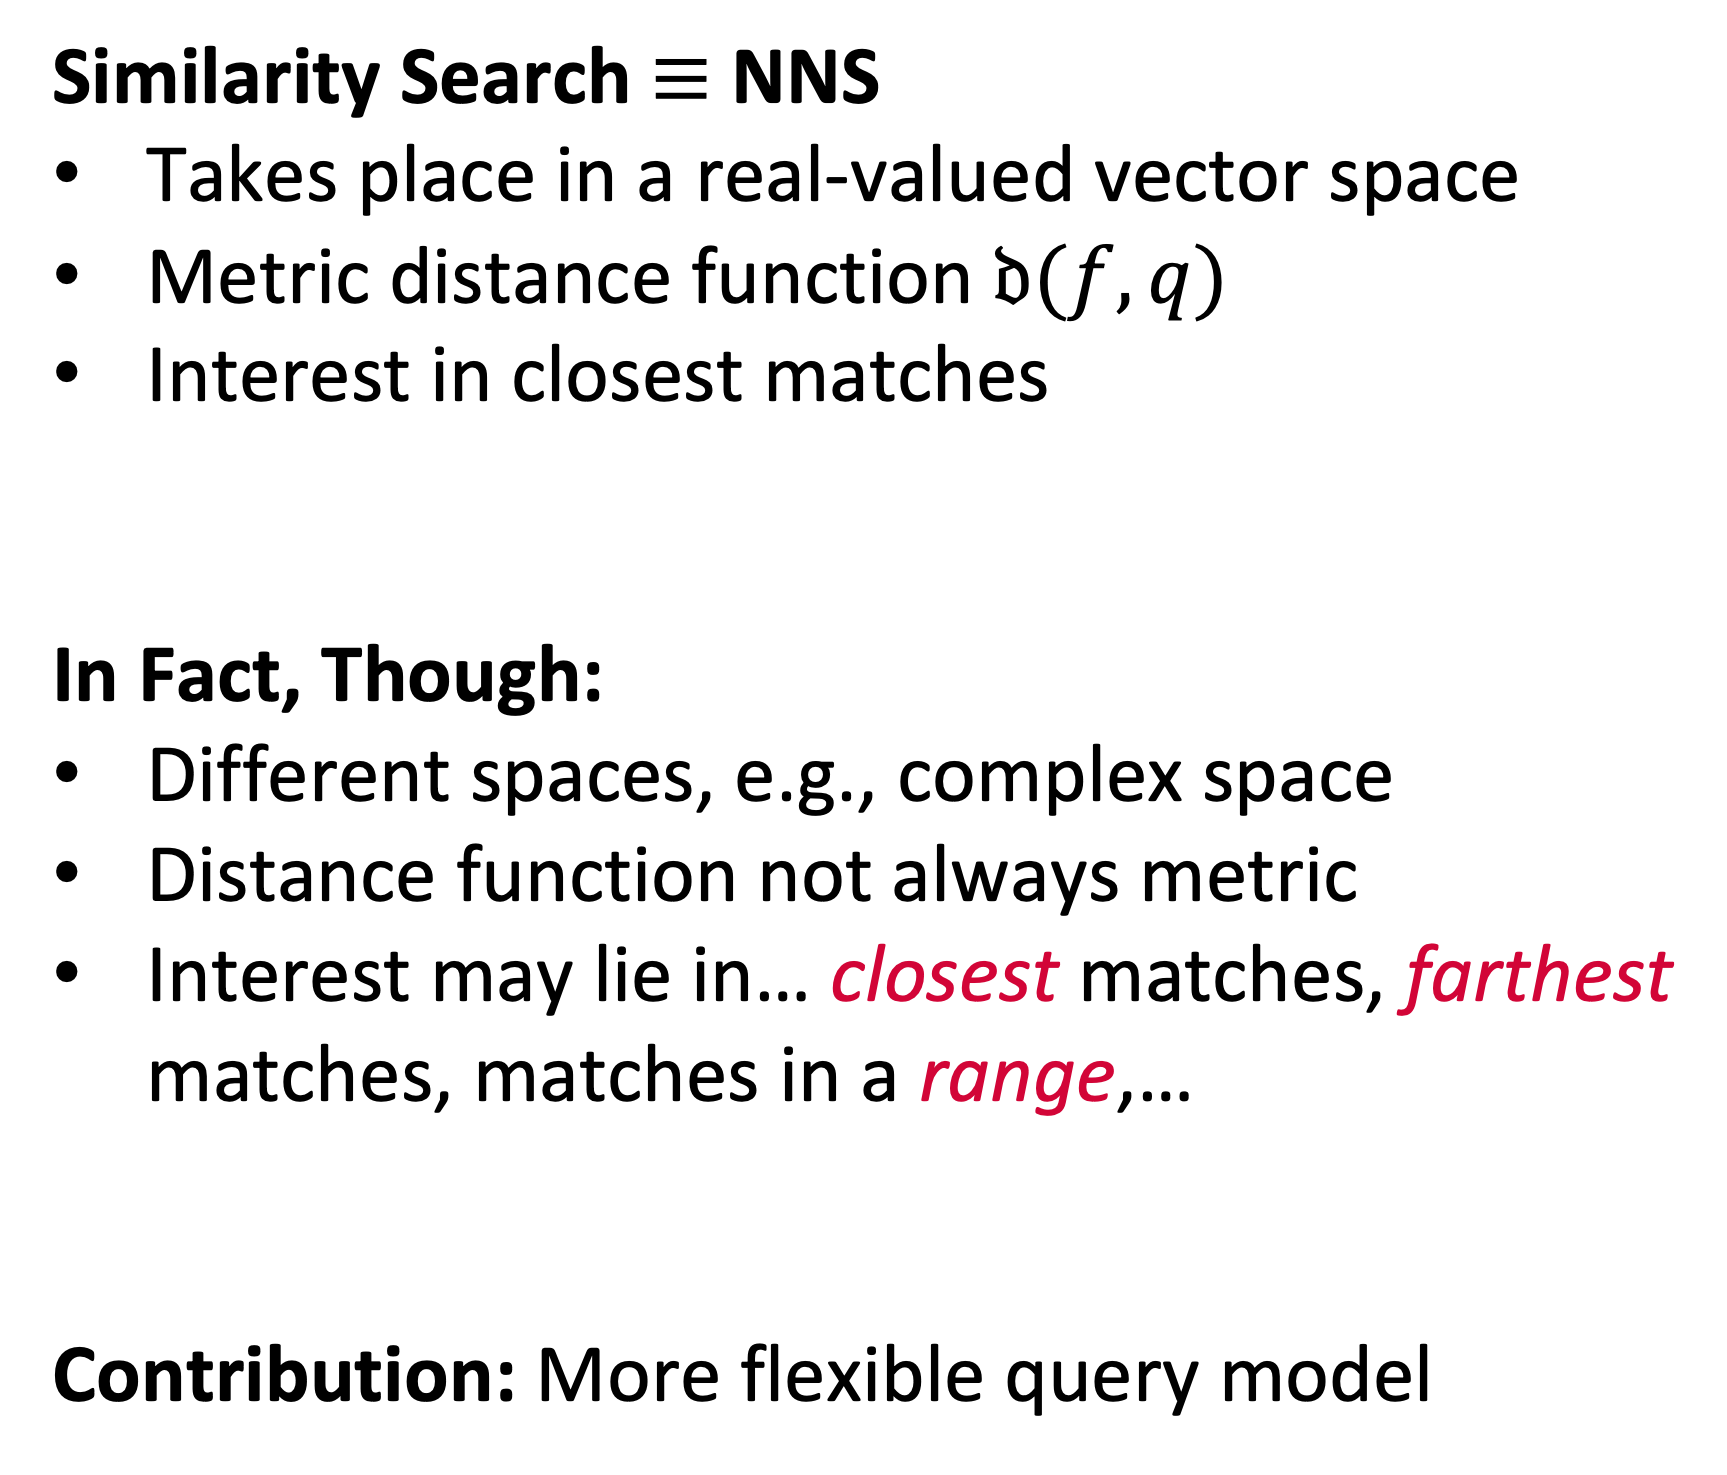 Similarity Search ≡ NNS
• Takes place in a real-valued vector space
• Metric distance function 𝔡(f, q)
• Interest in closest matches
In Fact, Though:
• Different spaces, e.g., complex space
• Distance function not always metric
• Interest may lie in… closest matches, farthest
matches, matches in a range,…
Contribution: More flexible query model